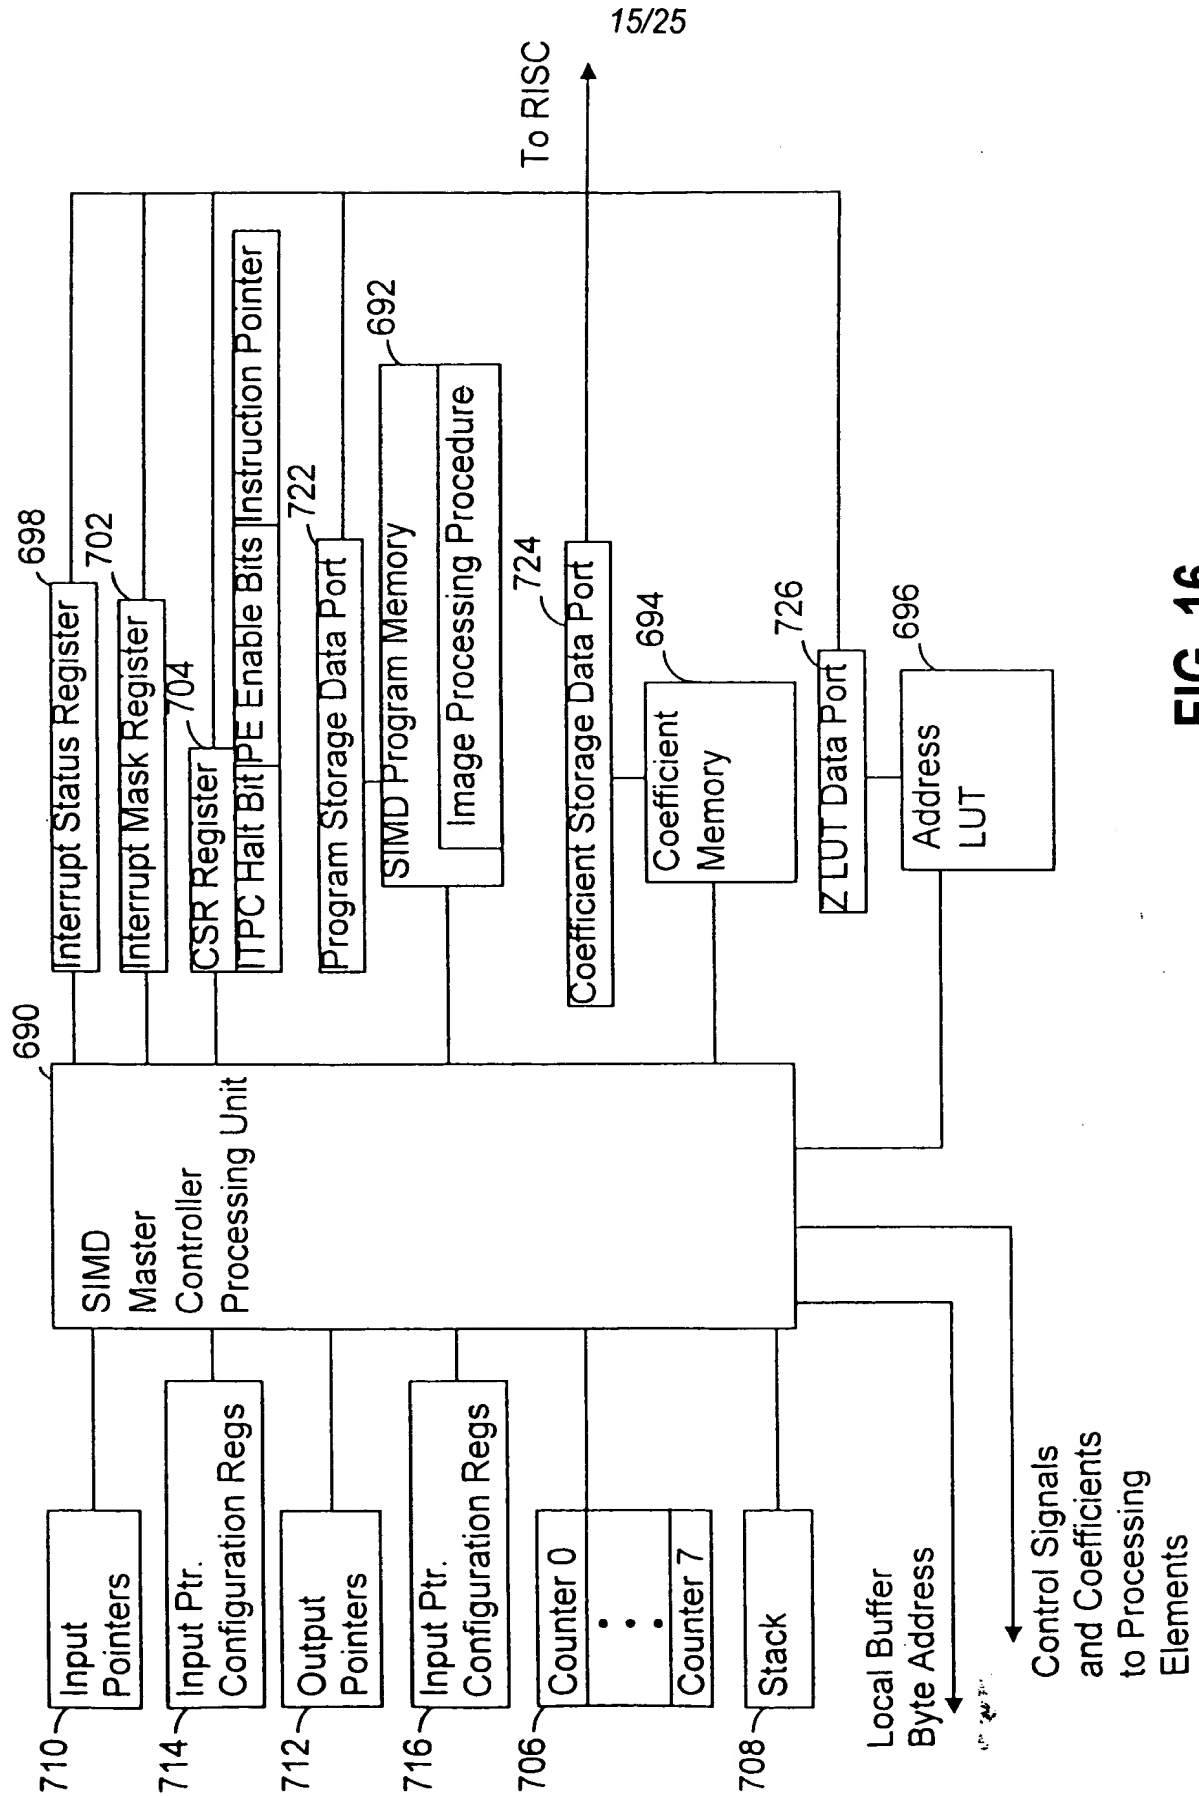 15/25
710
Input
Pointers
714
Input Ptr.
Configuration Regs
712
Output
Pointers
716
Input Ptr.
Configuration Regs
706
Counter 0
Counter 7
708
Stack
Local Buffer
Byte Address
Control Signals
and Coefficients
to Processing
Elements
690
SIMD
Master
Controller
Processing Unit
698
Interrupt Status Register
702
Interrupt Mask Register
704
CSR Register
ITPC Halt Bit
PE Enable Bits
Instruction Pointer
722
Program Storage Data Port
692
SIMD Program Memory
Image Processing Procedure
724
Coefficient Storage Data Port
694
Coefficient
Memory
726
Z LUT Data Port
696
Address
LUT
To RISC
FIG. 16